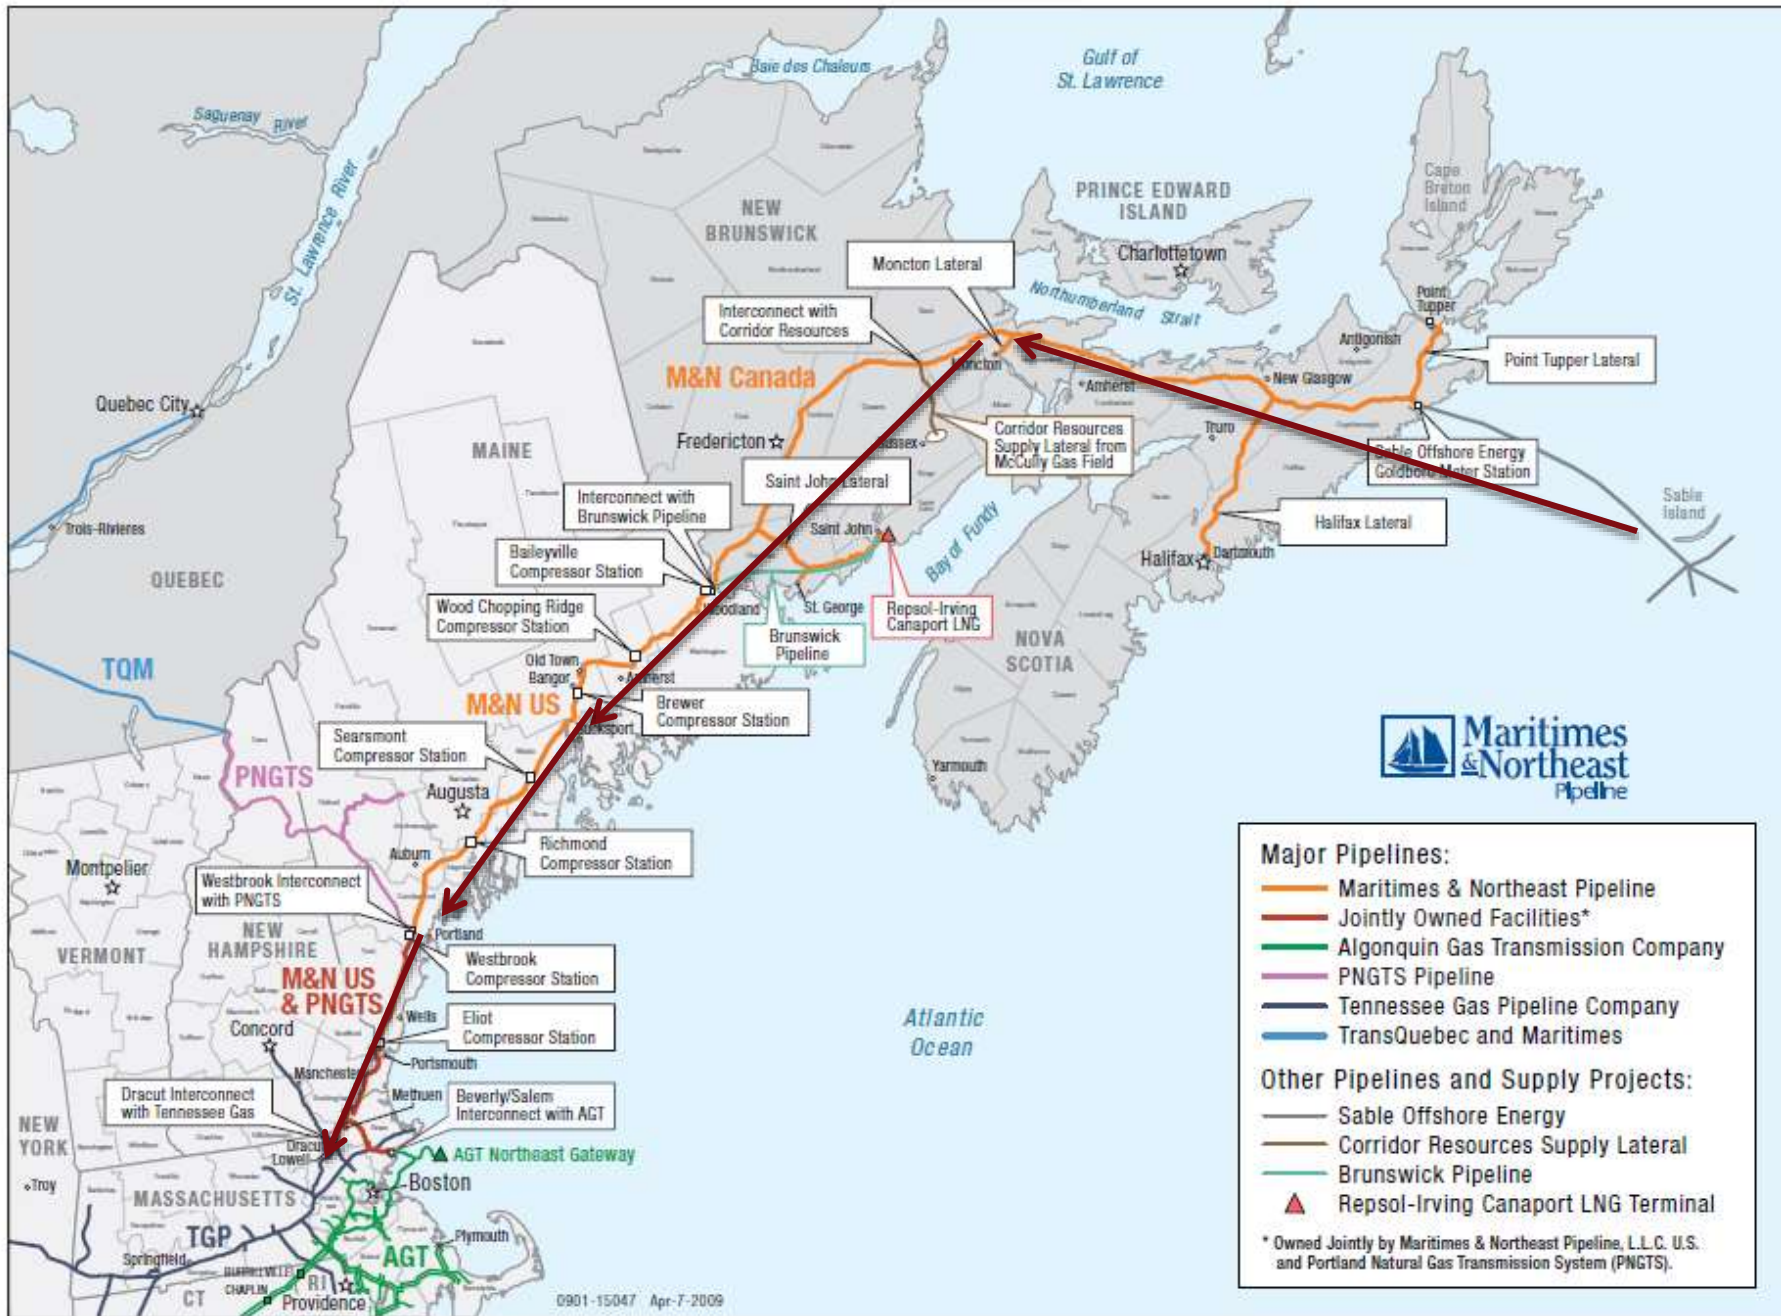 Gulf of
St. Lawrence
Baie des Chaleurs
Saguenay
River
St. Lawrence River
PRINCE EDWARD
ISLAND
Cape
Breton
Island
NEW
BRUNSWICK
Charlottetown
Moncton Lateral
Northumberland Strait
Point
Tupper
Interconnect with
Corridor Resources
Antigonish
Point Tupper Lateral
Moncton
M&N Canada
New Glasgow
Amherst
Quebec City
Corridor Resources
Supply Lateral from
McCully Gas Field
Truro
Fredericton
Sussex
MAINE
Sable Offshore Energy
Goldboro Meter Station
Saint John Lateral
Interconnect with
Brunswick Pipeline
Sable
Island
Trois-Rivieres
Saint John
Halifax Lateral
Bay of Fundy
Baileyville
Compressor Station
Halifax
Dartmouth
QUEBEC
Wood Chopping Ridge
Compressor Station
Woodland
St. George
Repsol-Irving
Canaport LNG
Brunswick
Pipeline
NOVA
SCOTIA
TQM
Old Town
Bangor
Amherst
M&N US
Brewer
Compressor Station
Bucksport
Searsmont
Compressor Station
Yarmouth
Maritimes
&Northeast
Pipeline
PNGTS
Augusta
Richmond
Compressor Station
Auburn
Montpelier
Westbrook Interconnect
with PNGTS
Portland
VERMONT
NEW
HAMPSHIRE
Westbrook
Compressor Station
M&N US
& PNGTS
Wells
Eliot
Compressor Station
Concord
Portsmouth
Atlantic
Ocean
Manchester
Dracut Interconnect
with Tennessee Gas
Methuen
Beverly/Salem
Interconnect with AGT
NEW
YORK
Dracut
Lowell
AGT Northeast Gateway
Troy
MASSACHUSETTS
Boston
TGP
Plymouth
Springfield
AGT
BURRILLVILLE
RI
CHAPLIN
CT
Providence
0901-15047 Apr-7-2009
Major Pipelines:
Maritimes & Northeast Pipeline
Jointly Owned Facilities*
Algonquin Gas Transmission Company
PNGTS Pipeline
Tennessee Gas Pipeline Company
TransQuebec and Maritimes
Other Pipelines and Supply Projects:
Sable Offshore Energy
Corridor Resources Supply Lateral
Brunswick Pipeline
Repsol-Irving Canaport LNG Terminal
* Owned Jointly by Maritimes & Northeast Pipeline, L.L.C. U.S.
and Portland Natural Gas Transmission System (PNGTS).